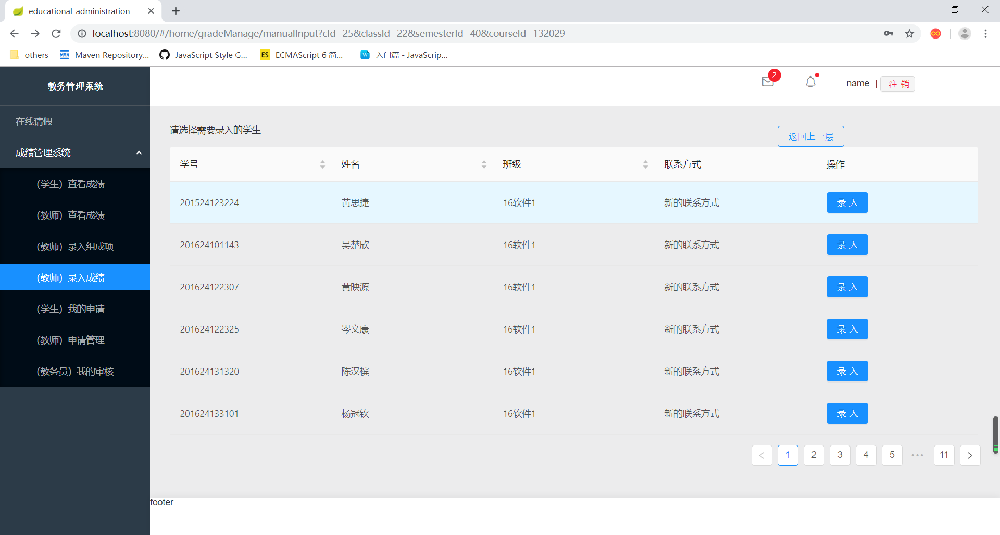 educational_administration
localhost:8080/#/home/gradeManage/manualInput?cId=25&classId=22&semesterId=40&courseId=132029
others
MVN
Maven Repository...
JavaScript Style G...
ES
ECMAScript 6 简...
W
入门篇 - JavaScrip...
教务管理系统
2
name | 注 销
在线请假
成绩管理系统
(学生) 查看成绩
(教师) 查看成绩
(教师) 录入组成项
(教师) 录入成绩
(学生) 我的申请
(教师) 申请管理
(教务员) 我的审核
请选择需要录入的学生
返回上一层
学号 姓名 班级 联系方式 操作
201524123224 黄思捷 16软件1 新的联系方式 录 入
201624101143 吴楚欣 16软件1 新的联系方式 录 入
201624122307 黄映源 16软件1 新的联系方式 录 入
201624122325 岑文康 16软件1 新的联系方式 录 入
201624131320 陈汉槟 16软件1 新的联系方式 录 入
201624133101 杨冠钦 16软件1 新的联系方式 录 入
< 1 2 3 4 5 ••• 11 >
footer